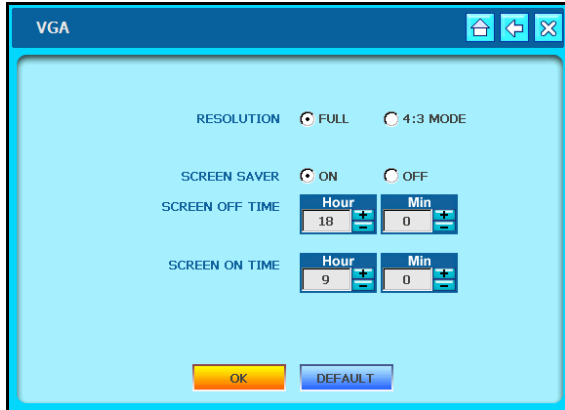 VGA
RESOLUTION FULL 4:3 MODE
SCREEN SAVER ON OFF
Hour Min
SCREEN OFF TIME 18 + - 0 + -
Hour Min
SCREEN ON TIME 9 + - 0 + -
OK DEFAULT